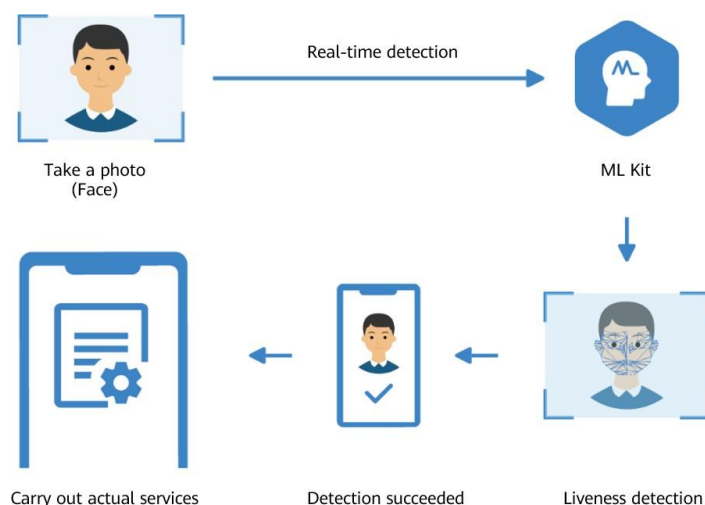 Real-time detection
Take a photo
(Face)
ML Kit
Carry out actual services
Detection succeeded
Liveness detection